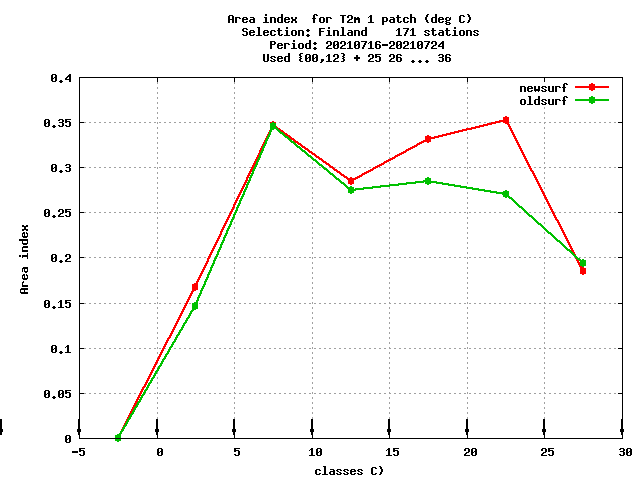 Area index  for T2m 1 patch (deg C)
Selection: Finland    171 stations
Period: 20210716-20210724
Used {00,12} + 25 26 ... 36
newsurf
oldsurf
0.4
0.35
0.3
0.25
0.2
0.15
0.1
0.05
0
Area index
-5 0 5 10 15 20 25 30
classes C)